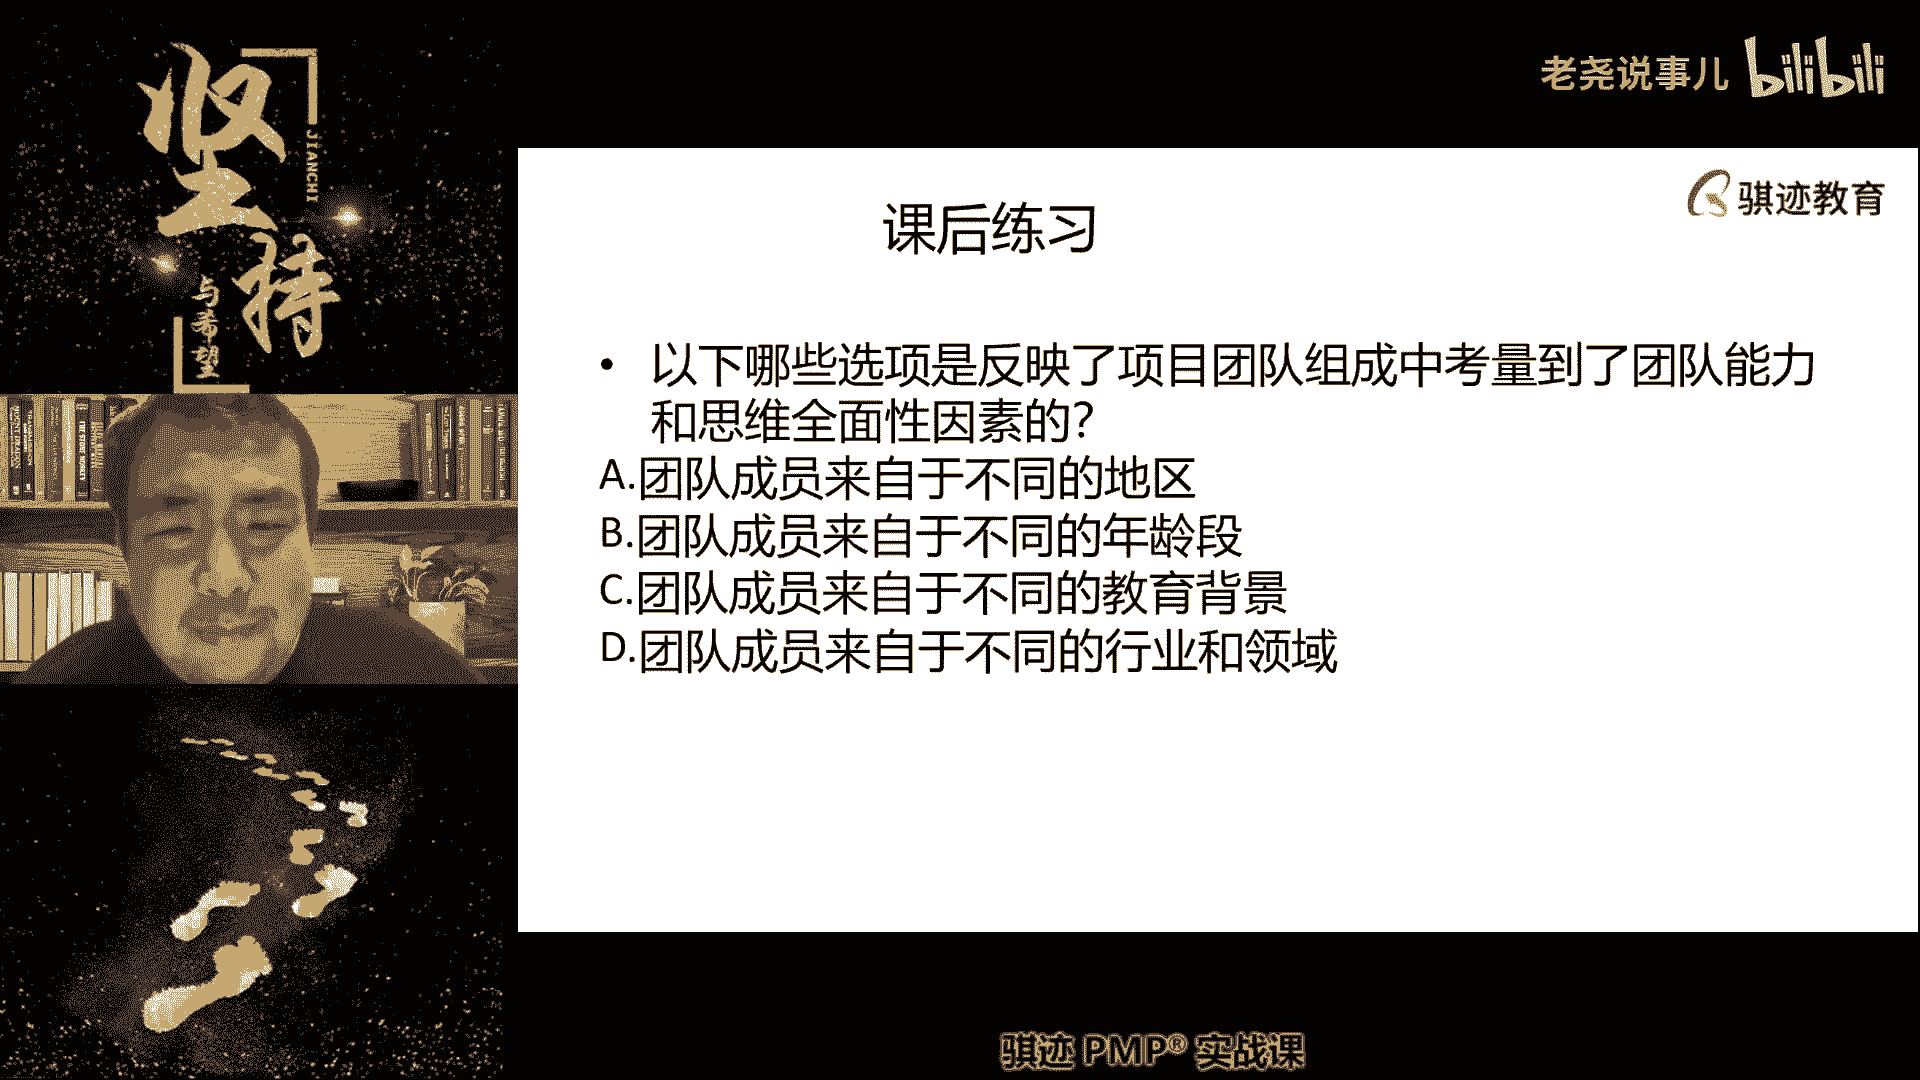 坚持
JIANCHI
与希望
老尧说事儿 bilibili
骐迹教育
课后练习
• 以下哪些选项是反映了项目团队组成中考量到了团队能力
和思维全面性因素的？
A.团队成员来自于不同的地区
B.团队成员来自于不同的年龄段
C.团队成员来自于不同的教育背景
D.团队成员来自于不同的行业和领域
骐迹 PMP® 实战课